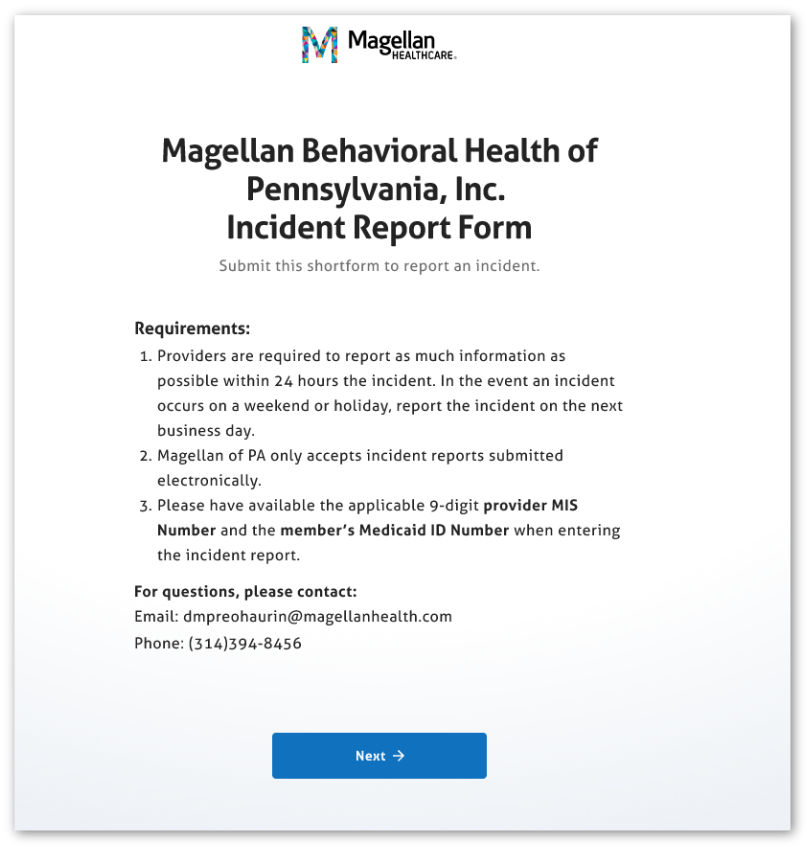 Magellan
HEALTHCARE®
Magellan Behavioral Health of
Pennsylvania, Inc.
Incident Report Form
Submit this shortform to report an incident.
Requirements:
1. Providers are required to report as much information as
possible within 24 hours the incident. In the event an incident
occurs on a weekend or holiday, report the incident on the next
business day.
2. Magellan of PA only accepts incident reports submitted
electronically.
3. Please have available the applicable 9-digit provider MIS
Number and the member's Medicaid ID Number when entering
the incident report.
For questions, please contact:
Email: dmpreohaurin@magellanhealth.com
Phone: (314)394-8456
Next →